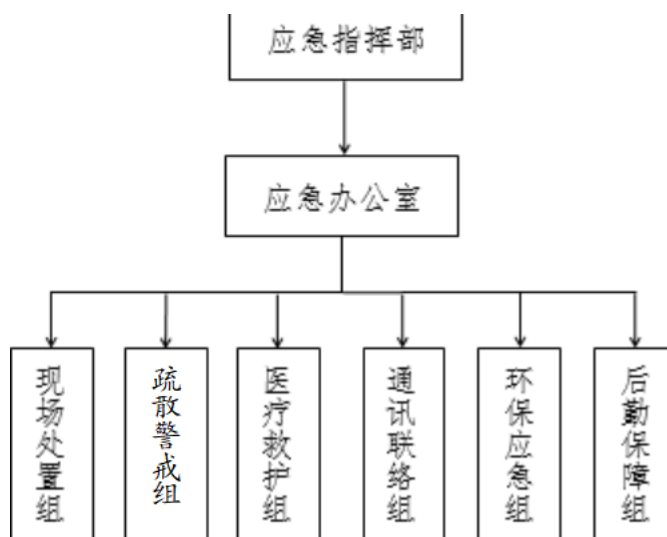 应急指挥部
应急办公室
现场处置组
疏散警戒组
医疗救护组
通讯联络组
环保应急组
后勤保障组